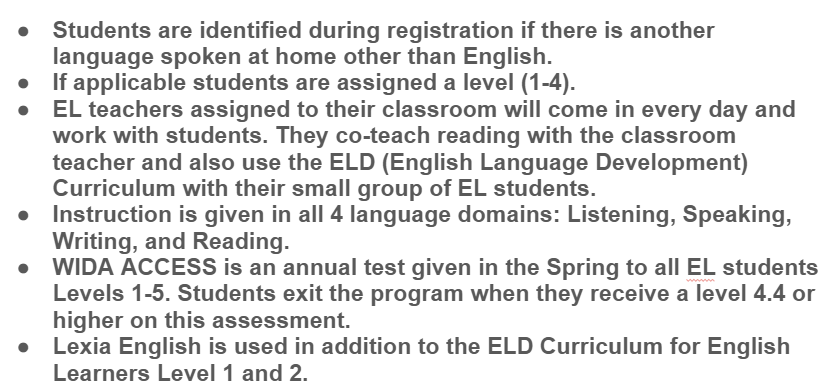 ● Students are identified during registration if there is another
language spoken at home other than English.
● If applicable students are assigned a level (1-4).
● EL teachers assigned to their classroom will come in every day and
work with students. They co-teach reading with the classroom
teacher and also use the ELD (English Language Development)
Curriculum with their small group of EL students.
● Instruction is given in all 4 language domains: Listening, Speaking,
Writing, and Reading.
● WIDA ACCESS is an annual test given in the Spring to all EL students
Levels 1-5. Students exit the program when they receive a level 4.4 or
higher on this assessment.
● Lexia English is used in addition to the ELD Curriculum for English
Learners Level 1 and 2.